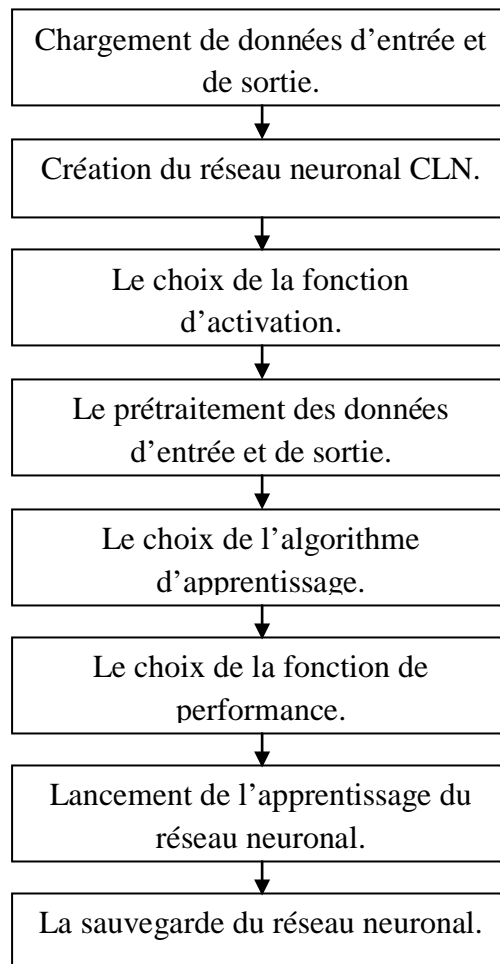 Chargement de données d’entrée et
de sortie.
Création du réseau neuronal CLN.
Le choix de la fonction
d’activation.
Le prétraitement des données
d’entrée et de sortie.
Le choix de l’algorithme
d’apprentissage.
Le choix de la fonction de
performance.
Lancement de l’apprentissage du
réseau neuronal.
La sauvegarde du réseau neuronal.